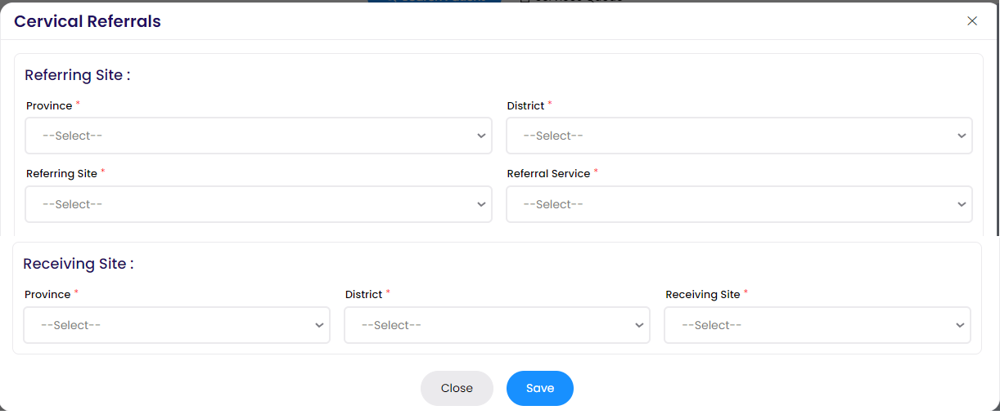 Cervical Referrals
Referring Site :
Province * District *
--Select-- --Select--
Referring Site * Referral Service *
--Select-- --Select--
Receiving Site :
Province * District * Receiving Site *
--Select-- --Select-- --Select--
Close Save